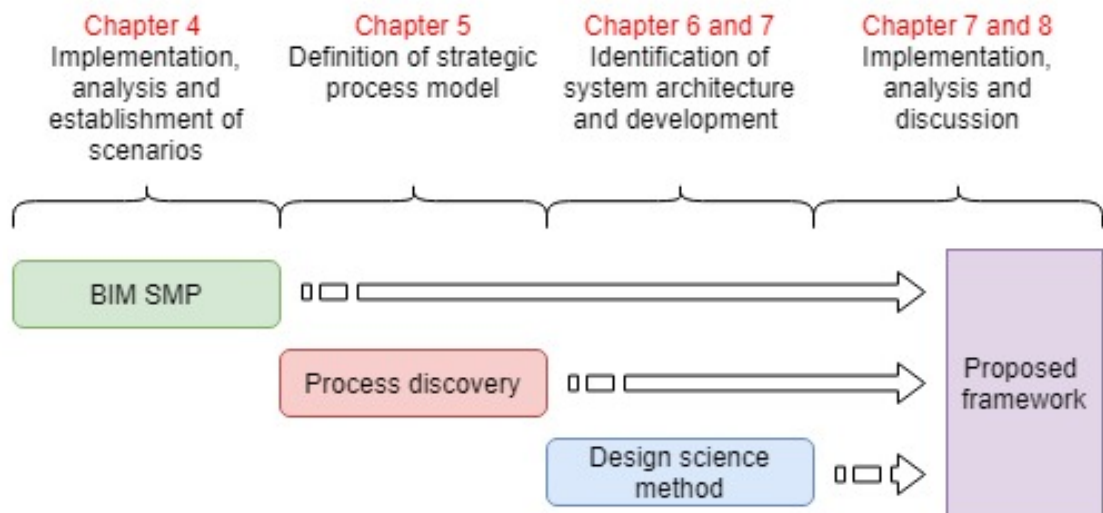 Chapter 4
Implementation,
analysis and
establishment of
scenarios
Chapter 5
Definition of strategic
process model
Chapter 6 and 7
Identification of
system architecture
and development
Chapter 7 and 8
Implementation,
analysis and
discussion
BIM SMP
Process discovery
Design science
method
Proposed
framework